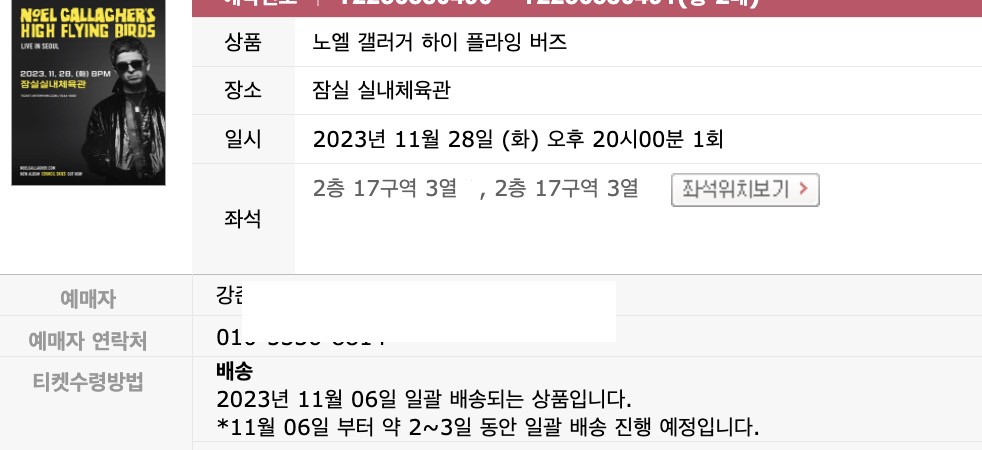 NOEL GALLAGHER'S
HIGH FLYING BIRDS
LIVE IN SEOUL
2023. 11. 28. (화) 8PM
잠실실내체육관
NOELGALLAGHER.COM
NEW ALBUM COUNCIL SKIES OUT NOW
상품 노엘 갤러거 하이 플라잉 버즈
장소 잠실 실내체육관
일시 2023년 11월 28일 (화) 오후 20시00분 1회
좌석 2층 17구역 3열 , 2층 17구역 3열 좌석위치보기
예매자 강
예매자 연락처
티켓수령방법 배송
2023년 11월 06일 일괄 배송되는 상품입니다.
*11월 06일 부터 약 2~3일 동안 일괄 배송 진행 예정입니다.